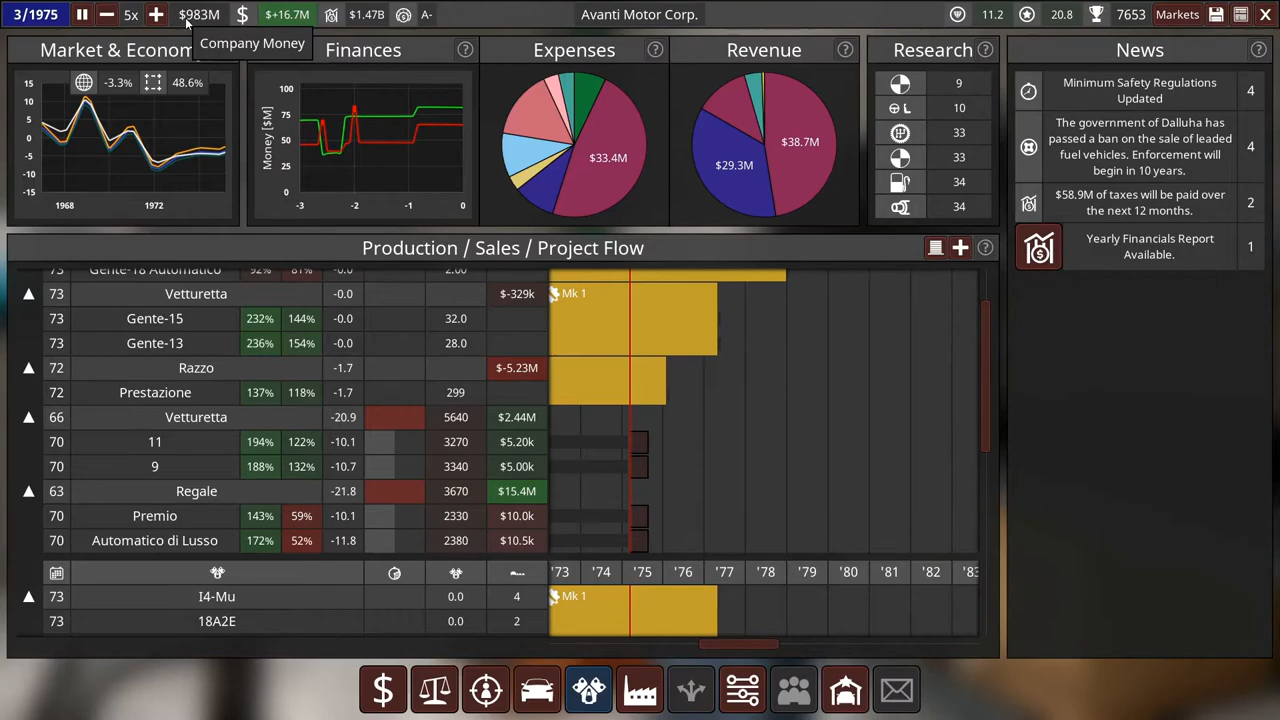 3/1975
5x
$983M
$
$+16.7M
$1.47B
A-
Avanti Motor Corp.
11.2
20.8
7653
Markets
Market & Econom
Company Money
Finances
?
Expenses
?
Revenue
?
Research
?
News
?
-3.3%
48.6%
15
10
5
0
-5
-10
-15
1968
1972
Money [$M]
100
75
50
25
0
-3
-2
-1
0
$33.4M
$38.7M
$29.3M
9
10
33
33
34
34
L
Minimum Safety Regulations
Updated
4
The government of Dalluha has
passed a ban on the sale of leaded
fuel vehicles. Enforcement will
begin in 10 years.
4
$58.9M of taxes will be paid over
the next 12 months.
2
Yearly Financials Report
Available.
1
Production / Sales / Project Flow
?
73 Gente-18 Automatico 92% 81% -0.0 2.00
73 Vetturetta -0.0 $-329k Mk 1
73 Gente-15 232% 144% -0.0 32.0
73 Gente-13 236% 154% -0.0 28.0
72 Razzo -1.7 $-5.23M
72 Prestazione 137% 118% -1.7 299
66 Vetturetta -20.9 5640 $2.44M
70 11 194% 122% -10.1 3270 $5.20k
70 9 188% 132% -10.7 3340 $5.00k
63 Regale -21.8 3670 $15.4M
70 Premio 143% 59% -10.1 2330 $10.0k
70 Automatico di Lusso 172% 52% -11.8 2380 $10.5k
'73 '74 '75 '76 '77 '78 '79 '80 '81 '82 '83
73 I4-Mu 0.0 4 Mk 1
73 18A2E 0.0 2
$